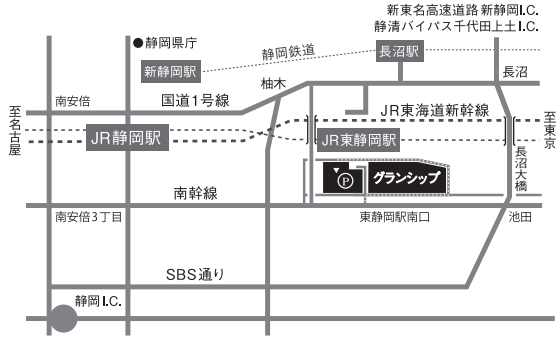 新東名高速道路 新静岡I.C.
静清バイパス千代田上土I.C.
静岡県庁
静岡鉄道
長沼駅
新静岡駅
柚木
長沼
南安倍
国道1号線
JR東海道新幹線
至名古屋
至東京
JR静岡駅
JR東静岡駅
長沼大橋
P
グランシップ
南幹線
南安倍3丁目
東静岡駅南口
池田
SBS通り
静岡I.C.